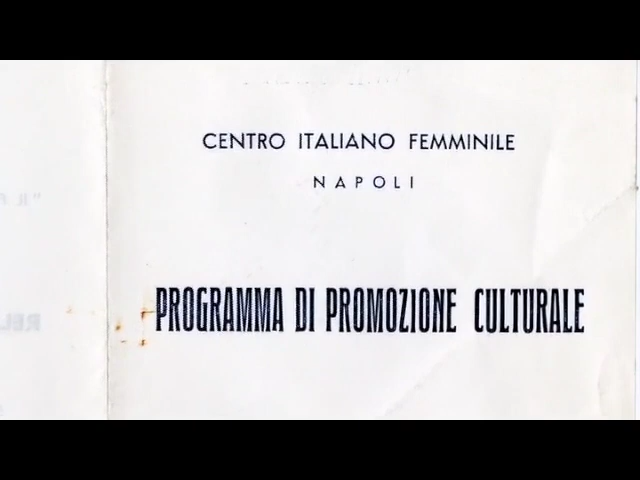 CENTRO ITALIANO FEMMINILE
NAPOLI
PROGRAMMA DI PROMOZIONE CULTURALE